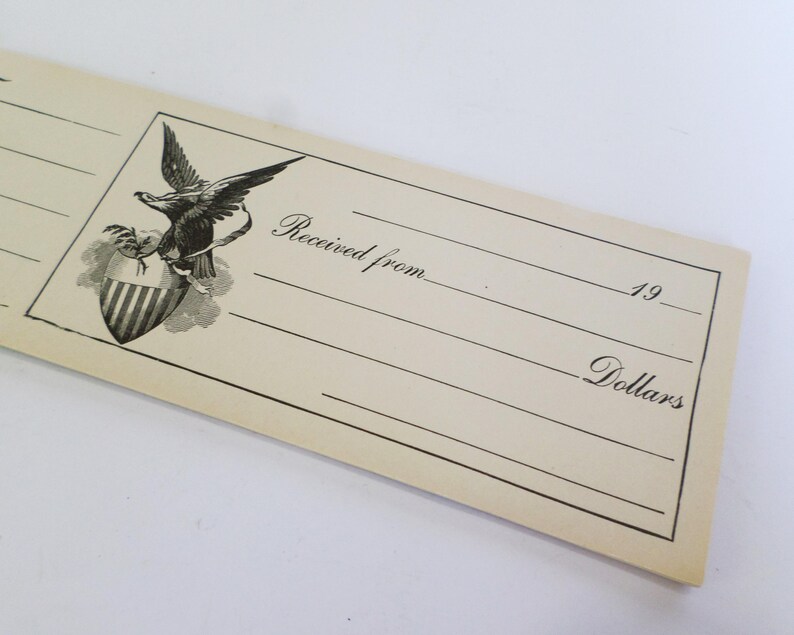 19
Received from
Dollars